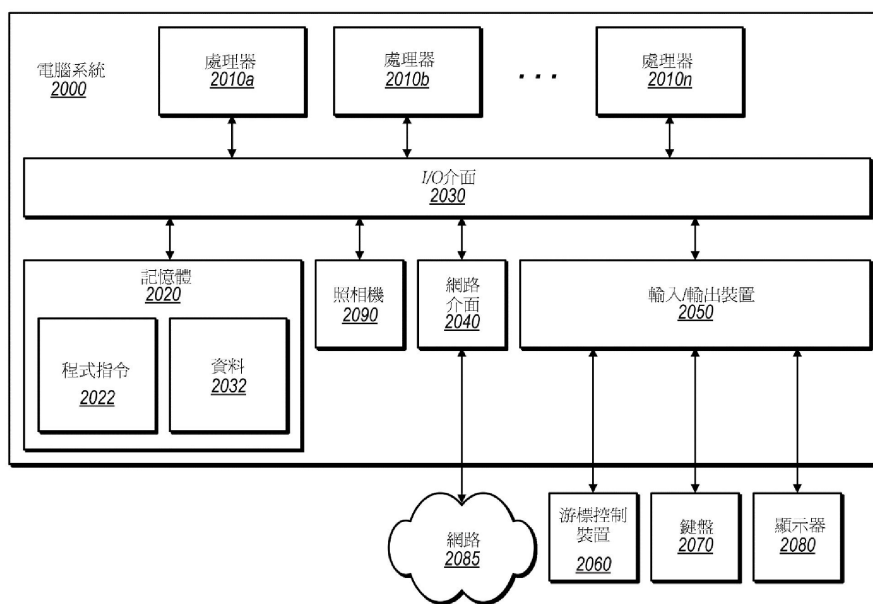 電腦系統
2000
處理器
2010a
處理器
2010b
. . .
處理器
2010n
I/O介面
2030
記憶體
2020
程式指令
2022
資料
2032
照相機
2090
網路
介面
2040
輸入/輸出裝置
2050
網路
2085
游標控制
裝置
2060
鍵盤
2070
顯示器
2080